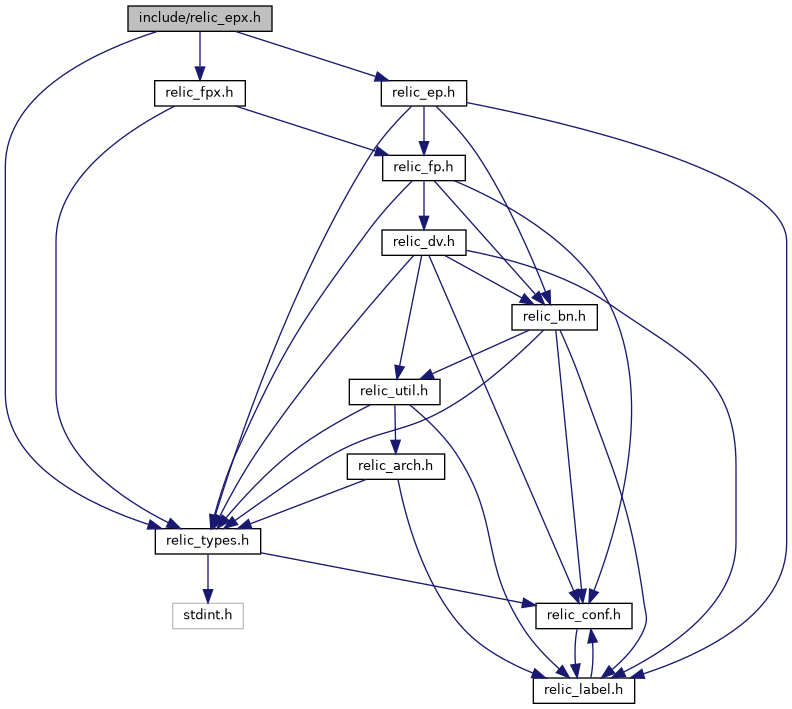 include/relic_epx.h
relic_fpx.h
relic_ep.h
relic_fp.h
relic_dv.h
relic_bn.h
relic_util.h
relic_arch.h
relic_types.h
stdint.h
relic_conf.h
relic_label.h